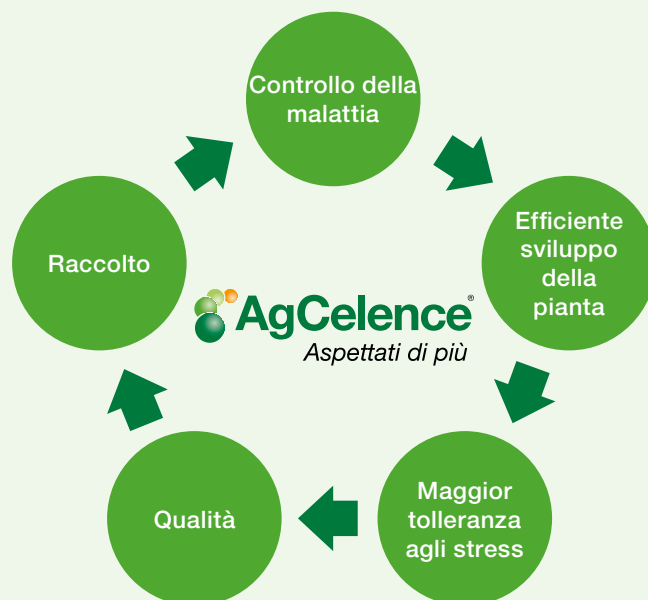 Controllo della
malattia
Efficiente
sviluppo
della
pianta
Maggior
tolleranza
agli stress
Qualità
Raccolto
AgCelence®
Aspettati di più